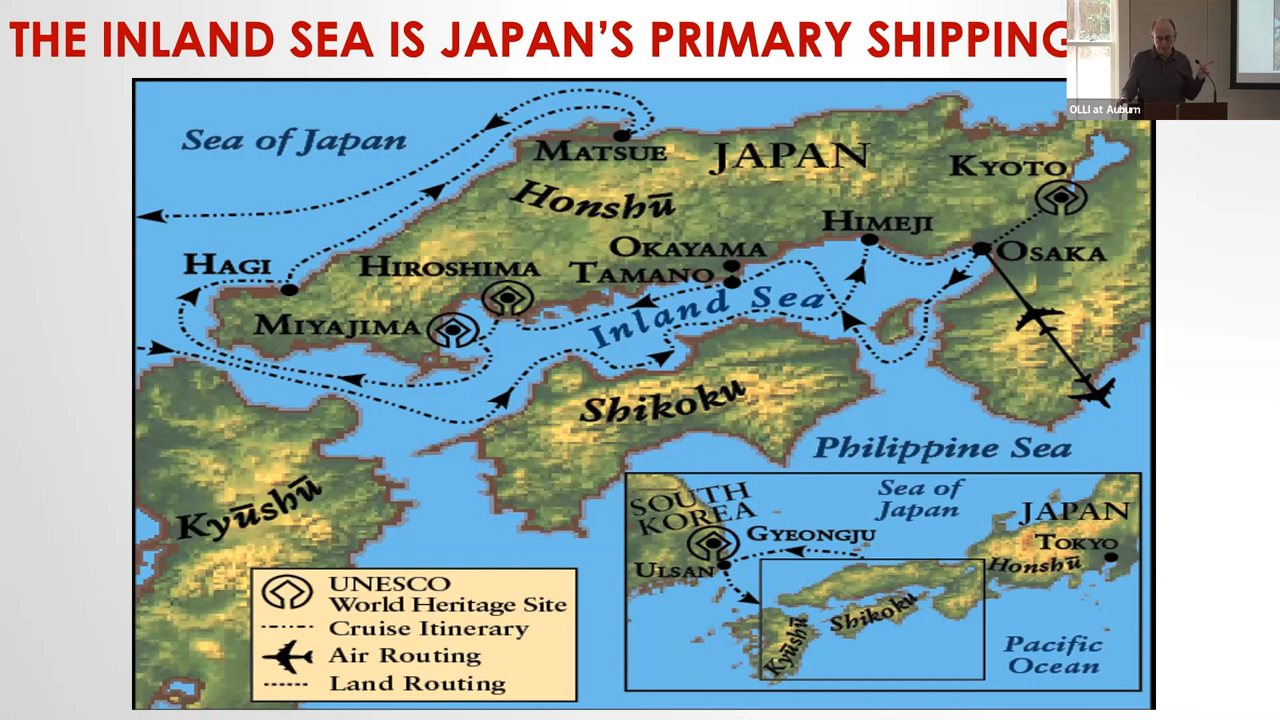 THE INLAND SEA IS JAPAN'S PRIMARY SHIPPING
OLLI at Auburn
Sea of Japan
MATSUE
JAPAN
KYOTO
Honshū
HIMEJI
OKAYAMA
OSAKA
HAGI
HIROSHIMA
TAMANO
Inland Sea
MIYAJIMA
Shikoku
Philippine Sea
Kyūshū
SOUTH
KOREA
Sea of
Japan
JAPAN
GYEONGJU
TOKYO
ULSAN
Honshū
Shikoku
Kyūshū
Pacific
Ocean
UNESCO
World Heritage Site
Cruise Itinerary
Air Routing
Land Routing